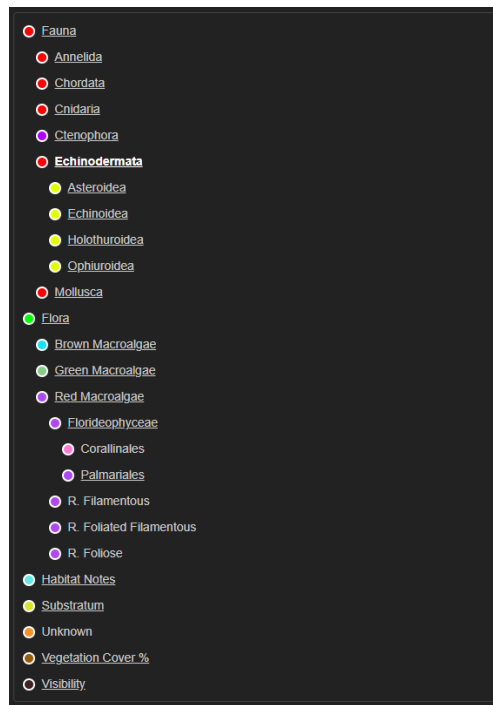 Fauna
Annelida
Chordata
Cnidaria
Ctenophora
Echinodermata
Asteroidea
Echinoidea
Holothuroidea
Ophiuroidea
Mollusca
Flora
Brown Macroalgae
Green Macroalgae
Red Macroalgae
Florideophyceae
Corallinales
Palmariales
R. Filamentous
R. Foliated Filamentous
R. Foliose
Habitat Notes
Substratum
Unknown
Vegetation Cover %
Visibility